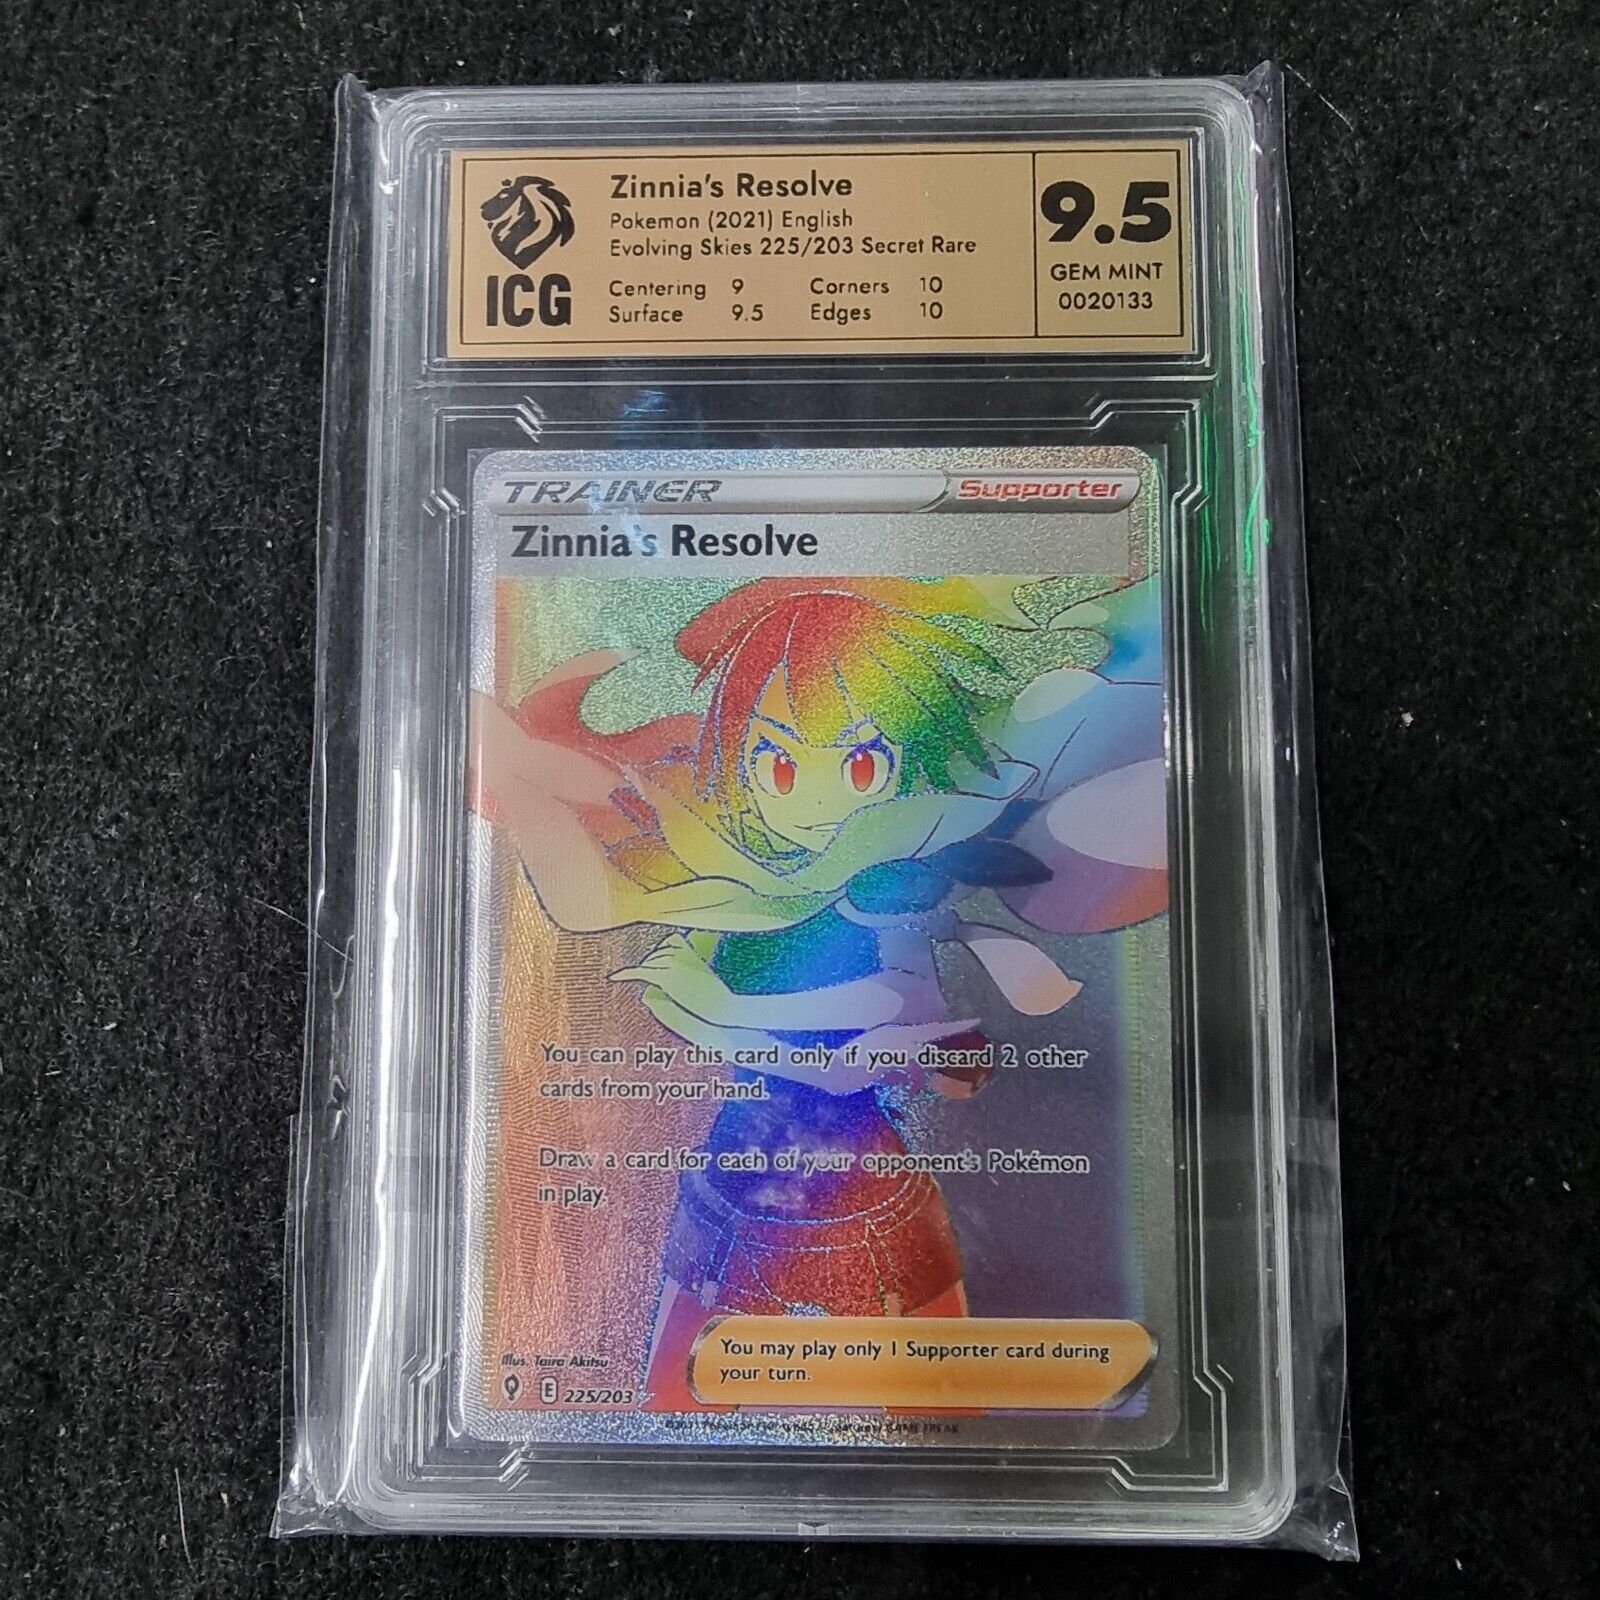 Zinnia's Resolve
Pokemon (2021) English
Evolving Skies 225/203 Secret Rare
Centering 9 Corners 10
Surface 9.5 Edges 10
ICG
9.5
GEM MINT
0020133
TRAINER Supporter
Zinnia's Resolve
You can play this card only if you discard 2 other
cards from your hand.
Draw a card for each of your opponent's Pokémon
in play.
You may play only 1 Supporter card during
your turn.
Illus. Taira Akitsu
E 225/203
GAME FREAK